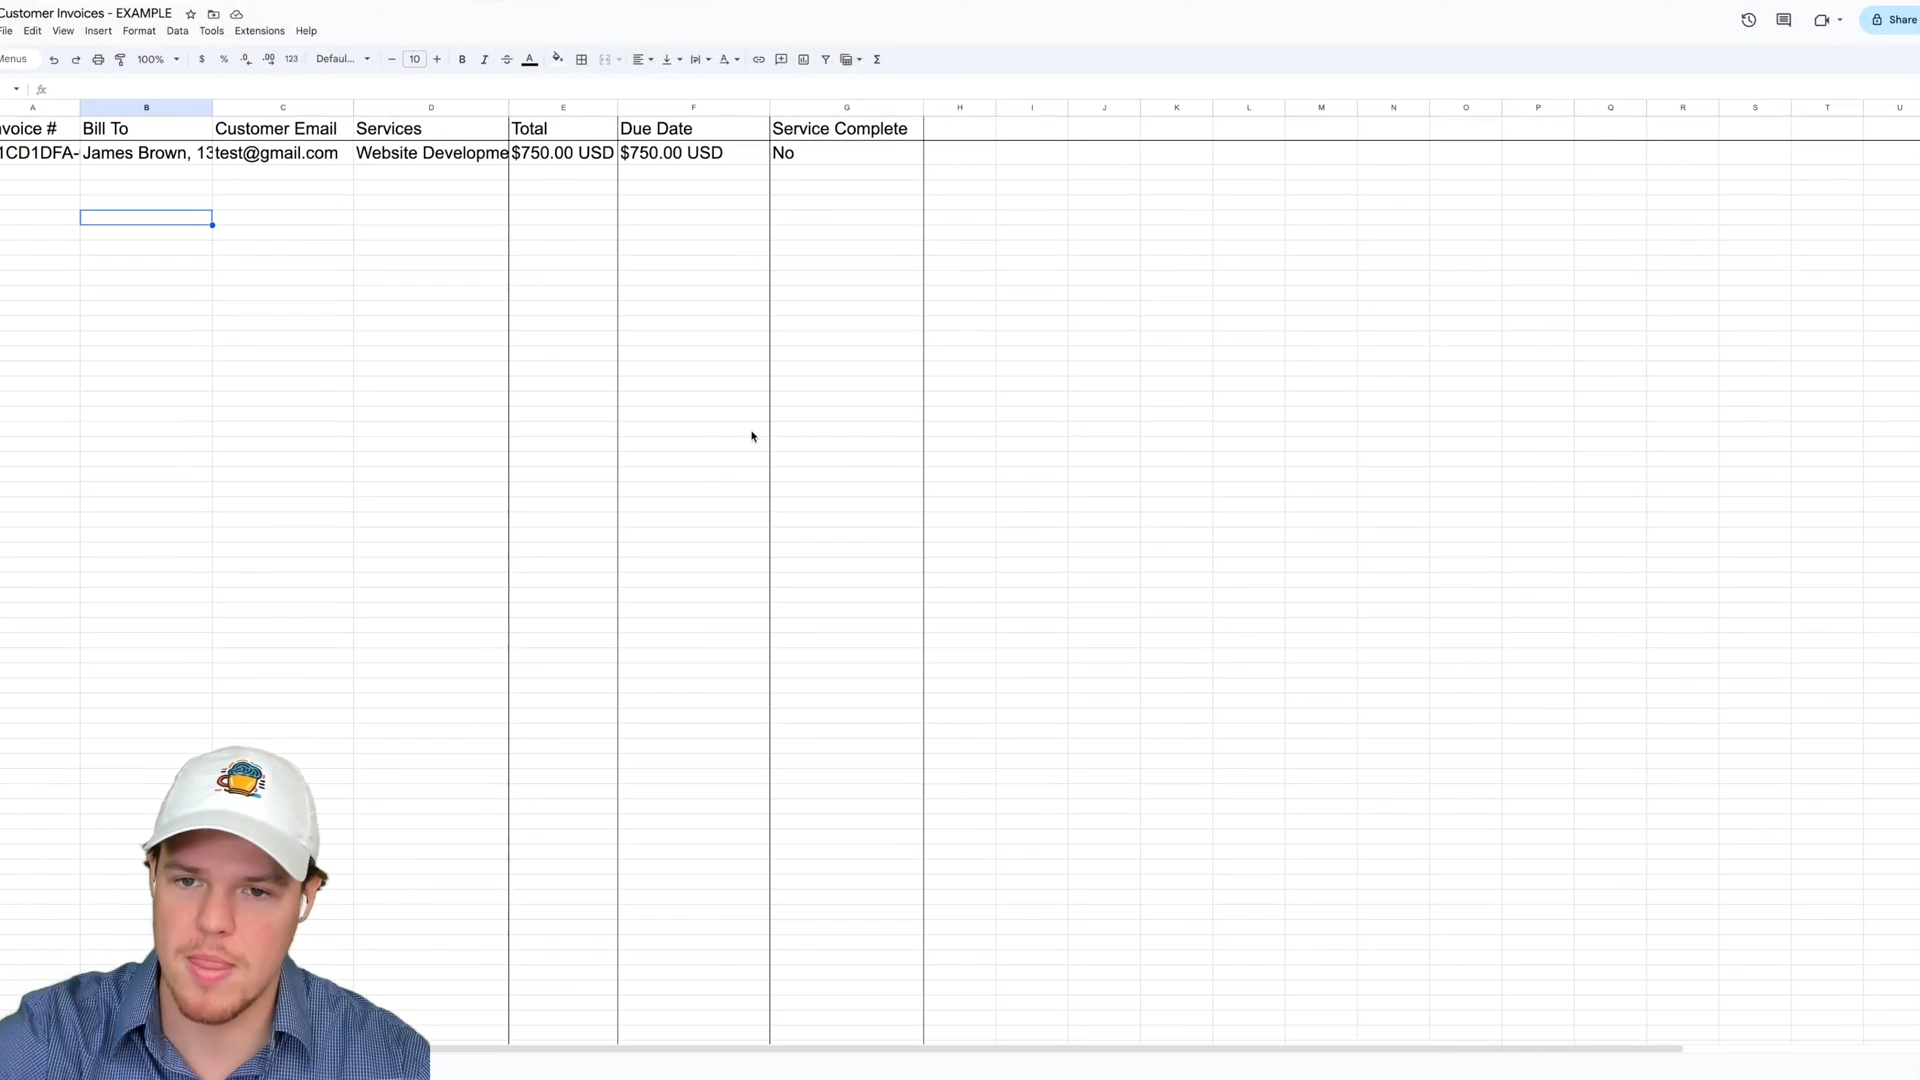 Customer Invoices - EXAMPLE
File Edit View Insert Format Data Tools Extensions Help
Share
Menus 100% $ % .0 .00 123 Defaul... − 10 + B I A Σ
fx
A B C D E F G H I J K L M N O P Q R S T U
nvoice # Bill To Customer Email Services Total Due Date Service Complete
1CD1DFA- James Brown, 13 test@gmail.com Website Developme $750.00 USD $750.00 USD No